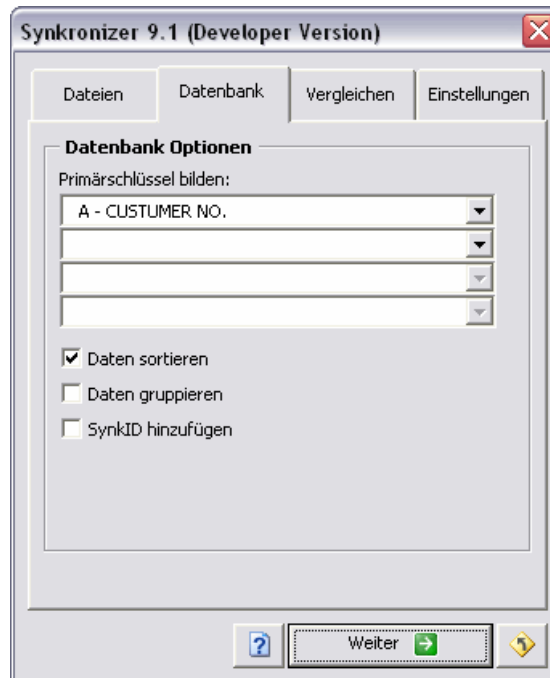 Synkronizer 9.1 (Developer Version)
Dateien Datenbank Vergleichen Einstellungen
Datenbank Optionen
Primärschlüssel bilden:
A - CUSTUMER NO.
Daten sortieren
Daten gruppieren
SynkID hinzufügen
Weiter